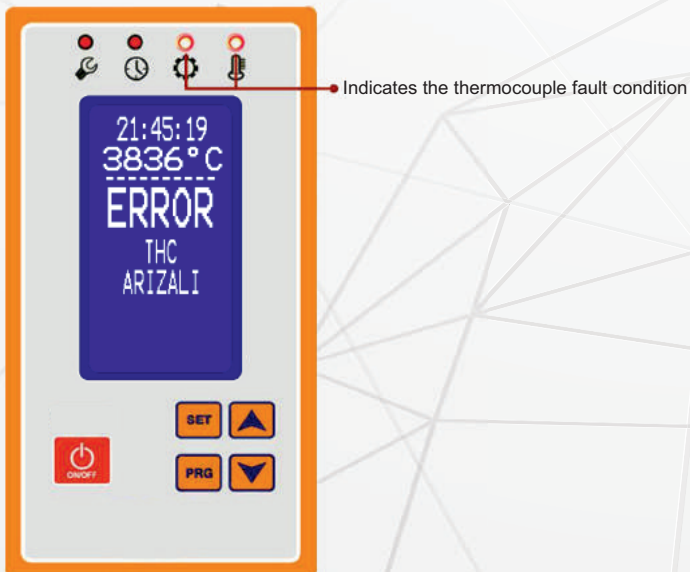 Indicates the thermocouple fault condition
21:45:19
3836°C
ERROR
THC
ARIZALI
SET
PRG
ON/OFF